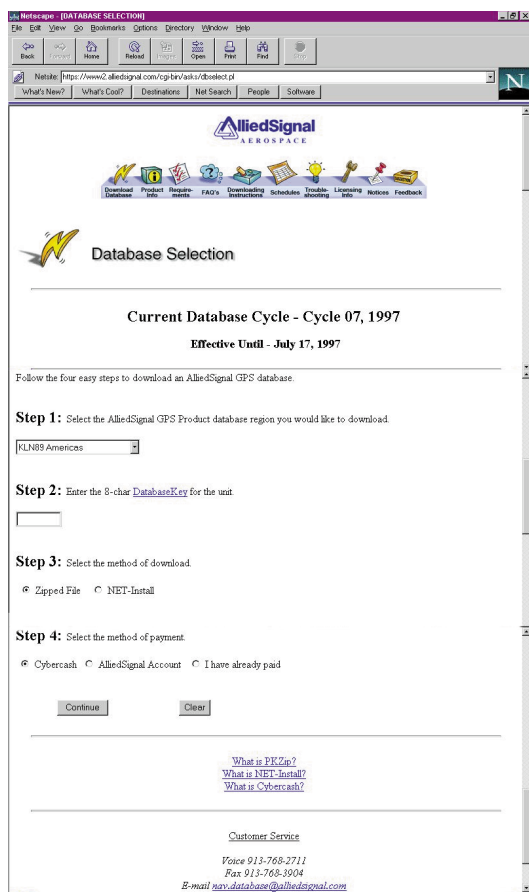 Netscape - [DATABASE SELECTION]
File Edit View Go Bookmarks Options Directory Window Help
Back Forward Home Reload Images Open Print Find Stop
Netsite: https://www2.alliedsignal.com/cgi-bin/asks/dbselect.pl
N
What's New? What's Cool? Destinations Net Search People Software
AlliedSignal
AEROSPACE
Download Database Product Info Require-ments FAQ's Downloading Instructions Schedules Trouble-shooting Licensing Info Notices Feedback
Database Selection
Current Database Cycle - Cycle 07, 1997
Effective Until - July 17, 1997
Follow the four easy steps to download an AlliedSignal GPS database.
Step 1: Select the AlliedSignal GPS Product database region you would like to download.
KLN89 Americas
Step 2: Enter the 8-char DatabaseKey for the unit.
Step 3: Select the method of download.
Zipped File NET-Install
Step 4: Select the method of payment.
Cybercash AlliedSignal Account I have already paid
Continue Clear
What is PKZip?
What is NET-Install?
What is Cybercash?
Customer Service
Voice 913-768-2711
Fax 913-768-3904
E-mail nav.database@alliedsignal.com